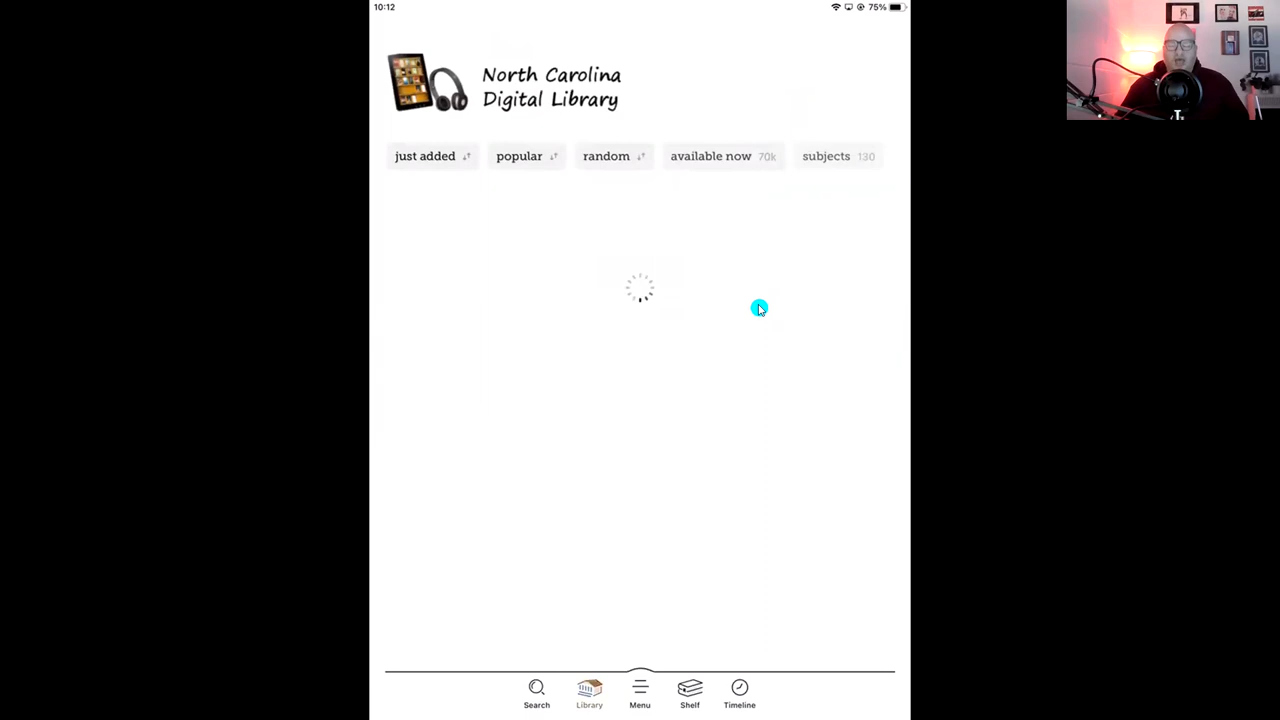 10:12
75%
North Carolina
Digital Library
just added
popular
random
available now 70k
subjects 130
Search
Library
Menu
Shelf
Timeline